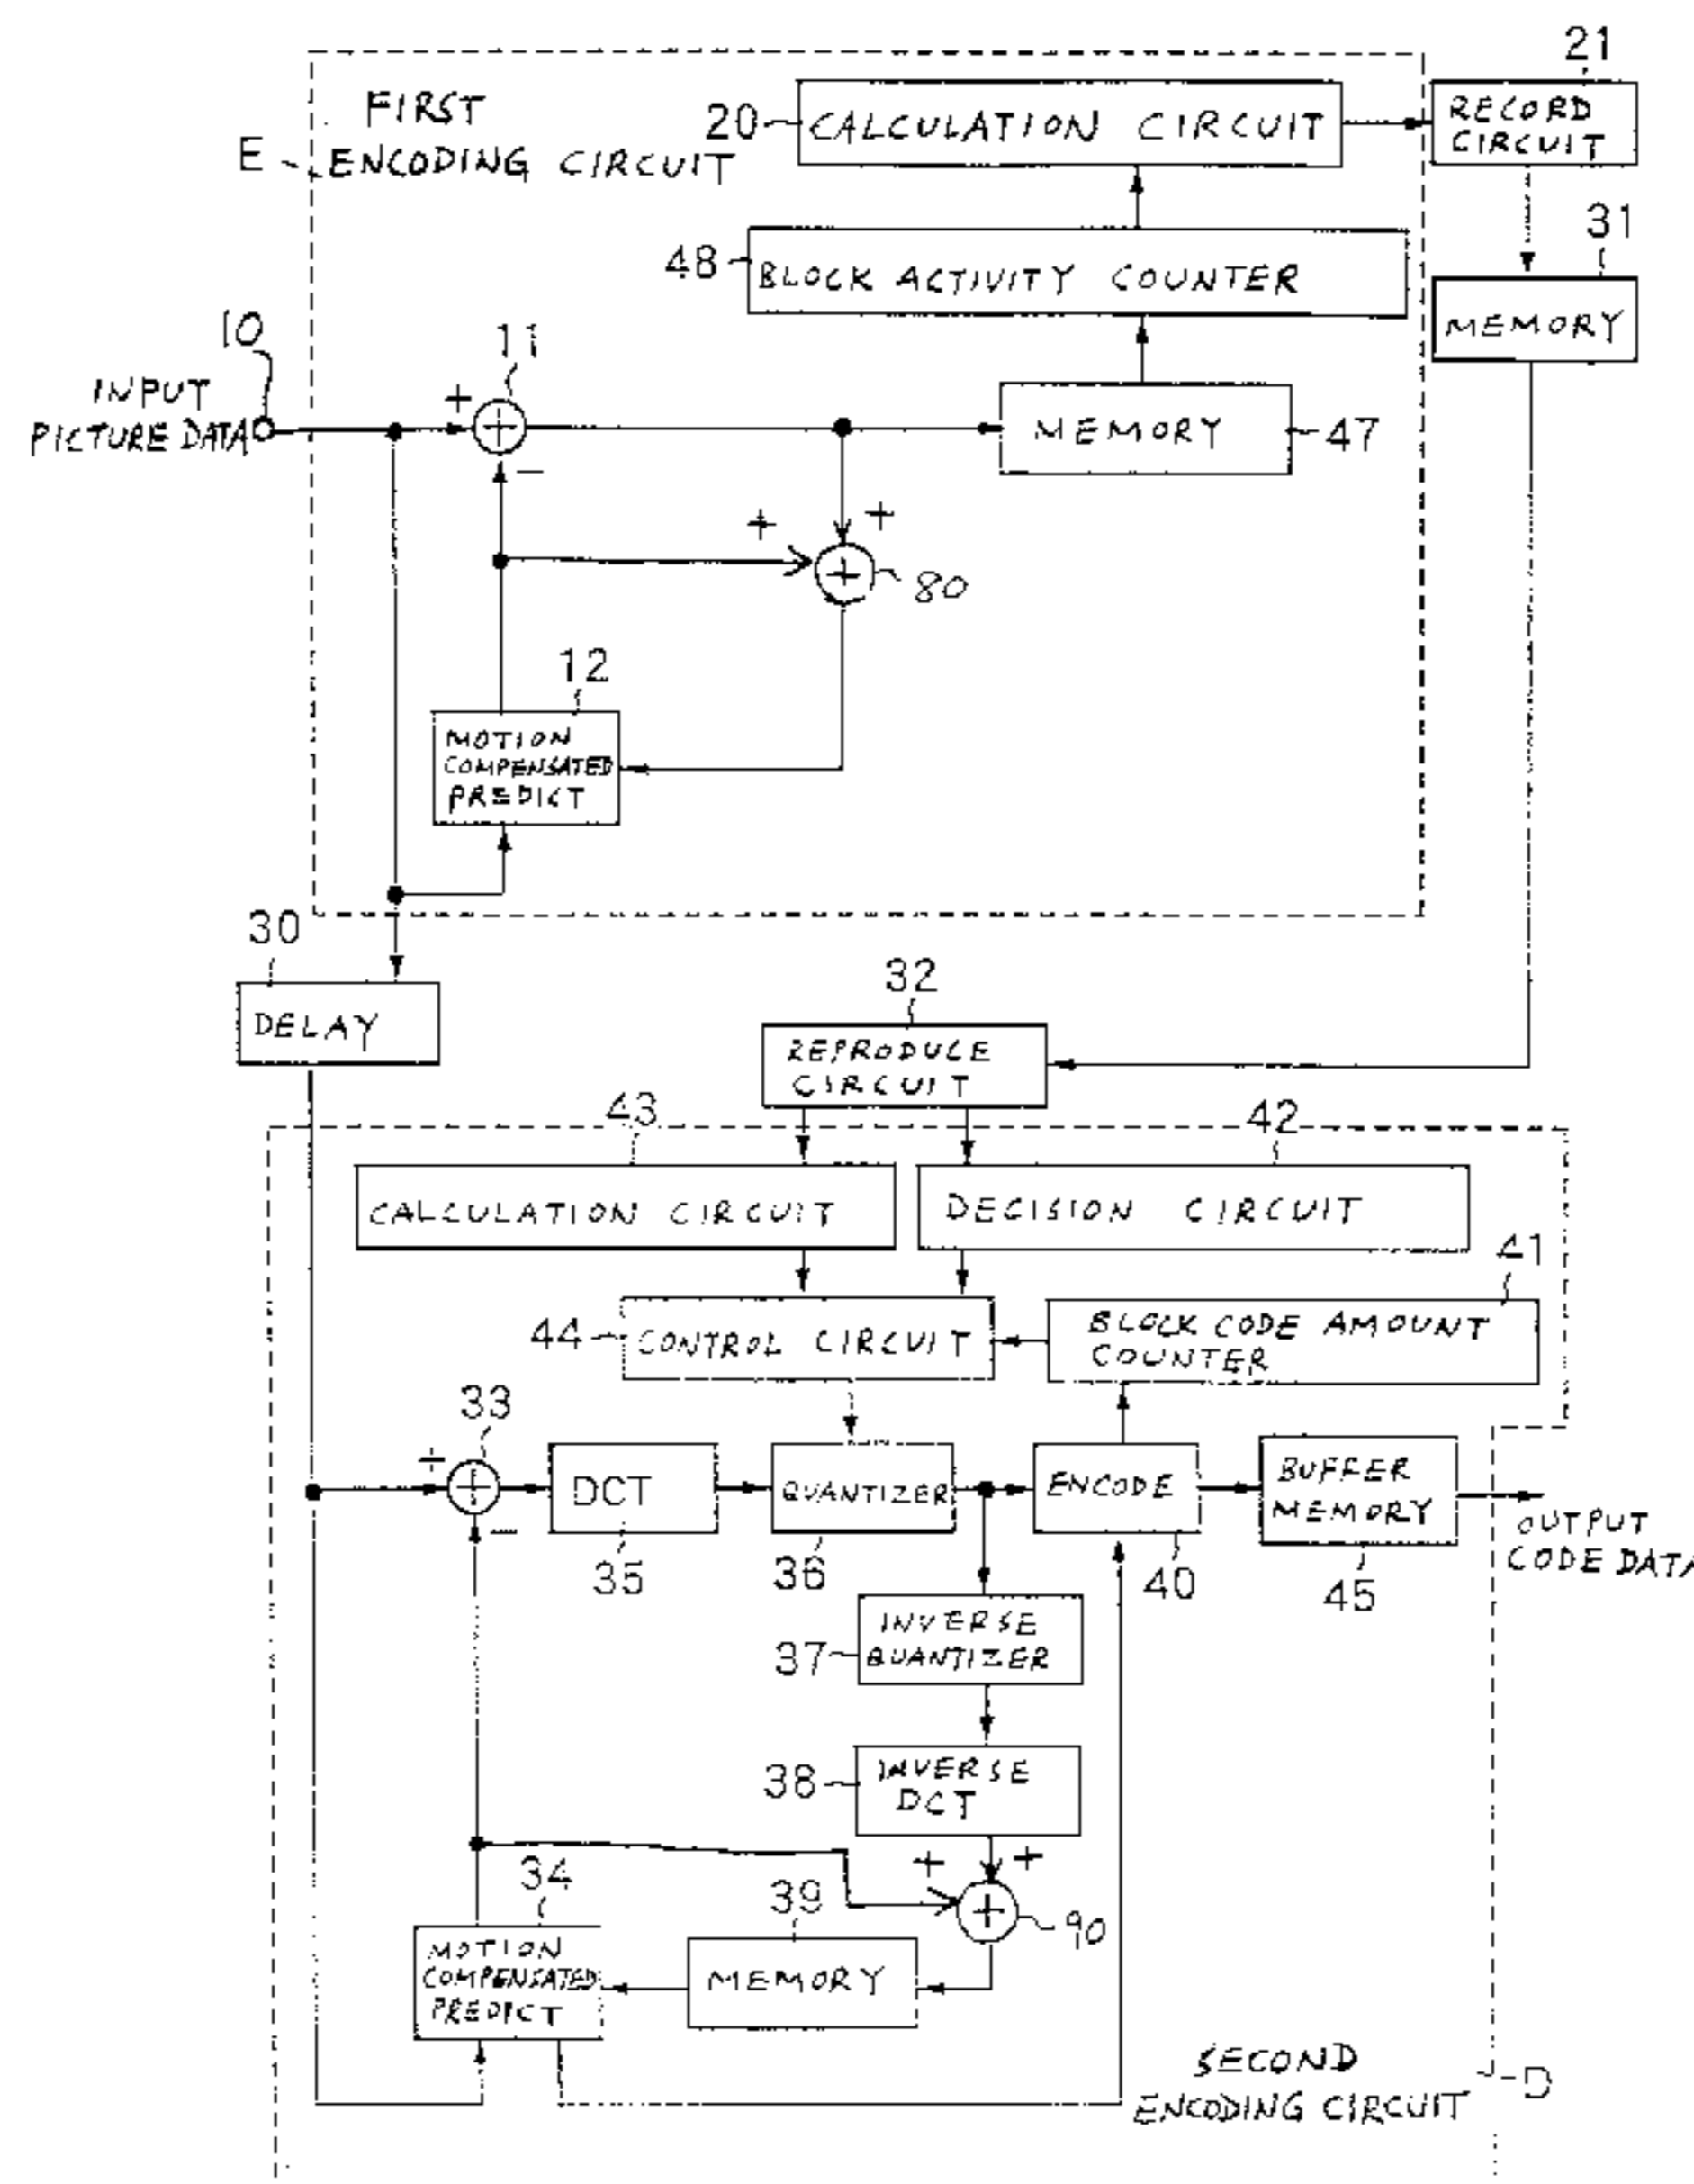 21
FIRST
E ENCODING CIRCUIT
20 CALCULATION CIRCUIT
RECORD
CIRCUIT
31
48 BLOCK ACTIVITY COUNTER
MEMORY
10
11
INPUT
PICTURE DATA
+
−
MEMORY 47
+ +
80
12
MOTION
COMPENSATED
PREDICT
30
DELAY
32
REPRODUCE
CIRCUIT
43
42
CALCULATION CIRCUIT
DECISION CIRCUIT
41
44 CONTROL CIRCUIT
BLOCK CODE AMOUNT
COUNTER
33
+
−
DCT
35
QUANTIZER
36
ENCODE
40
BUFFER
MEMORY
45
OUTPUT
CODE DATA
INVERSE
37 QUANTIZER
38 INVERSE
DCT
+ +
90
34
MOTION
COMPENSATED
PREDICT
39
MEMORY
SECOND
ENCODING CIRCUIT
D